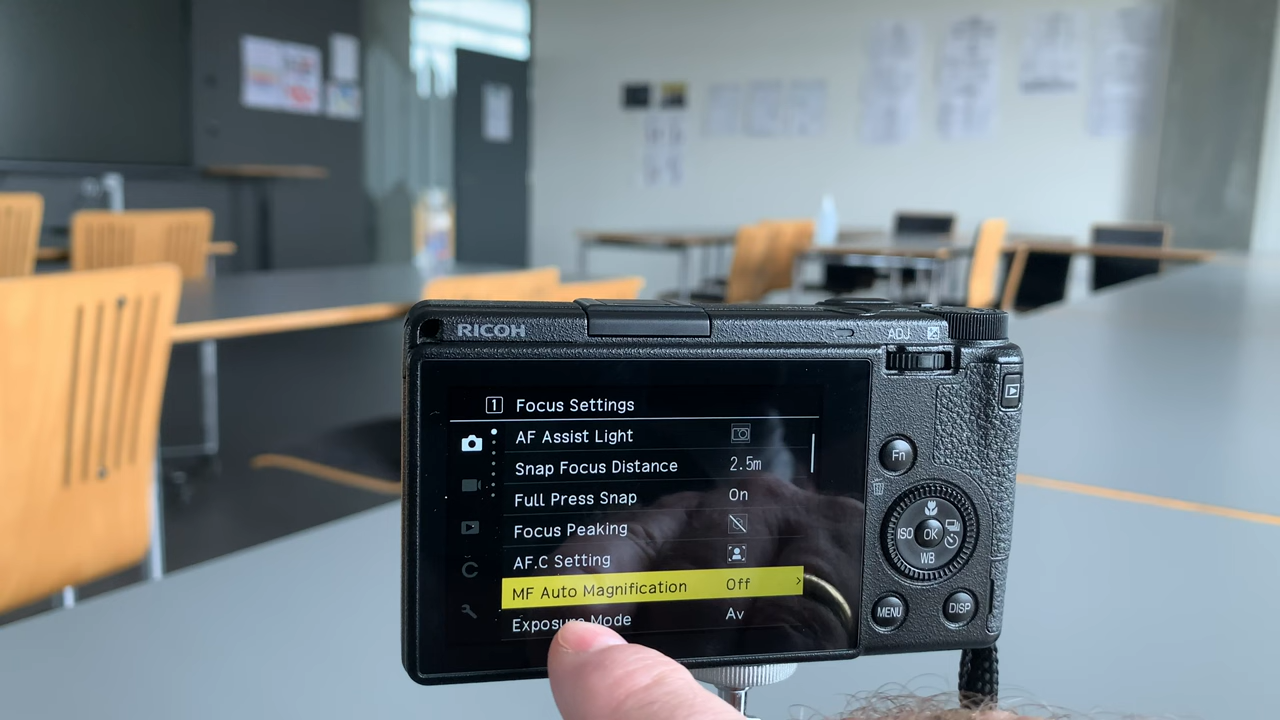 RICOH
ADJ.
1 Focus Settings
AF Assist Light
Snap Focus Distance 2.5m
Full Press Snap On
Focus Peaking
AF.C Setting
MF Auto Magnification Off
Exposure Mode Av
Fn
ISO OK
WB
MENU DISP